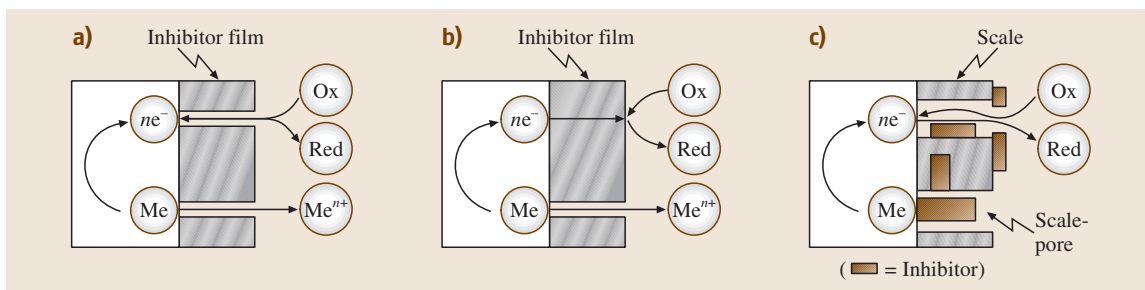 a)
Inhibitor film
Ox
ne⁻
Red
Me
Meⁿ⁺
b)
Inhibitor film
Ox
ne⁻
Red
Me
Meⁿ⁺
c)
Scale
Ox
ne⁻
Red
Me
Scale-
pore
( = Inhibitor)